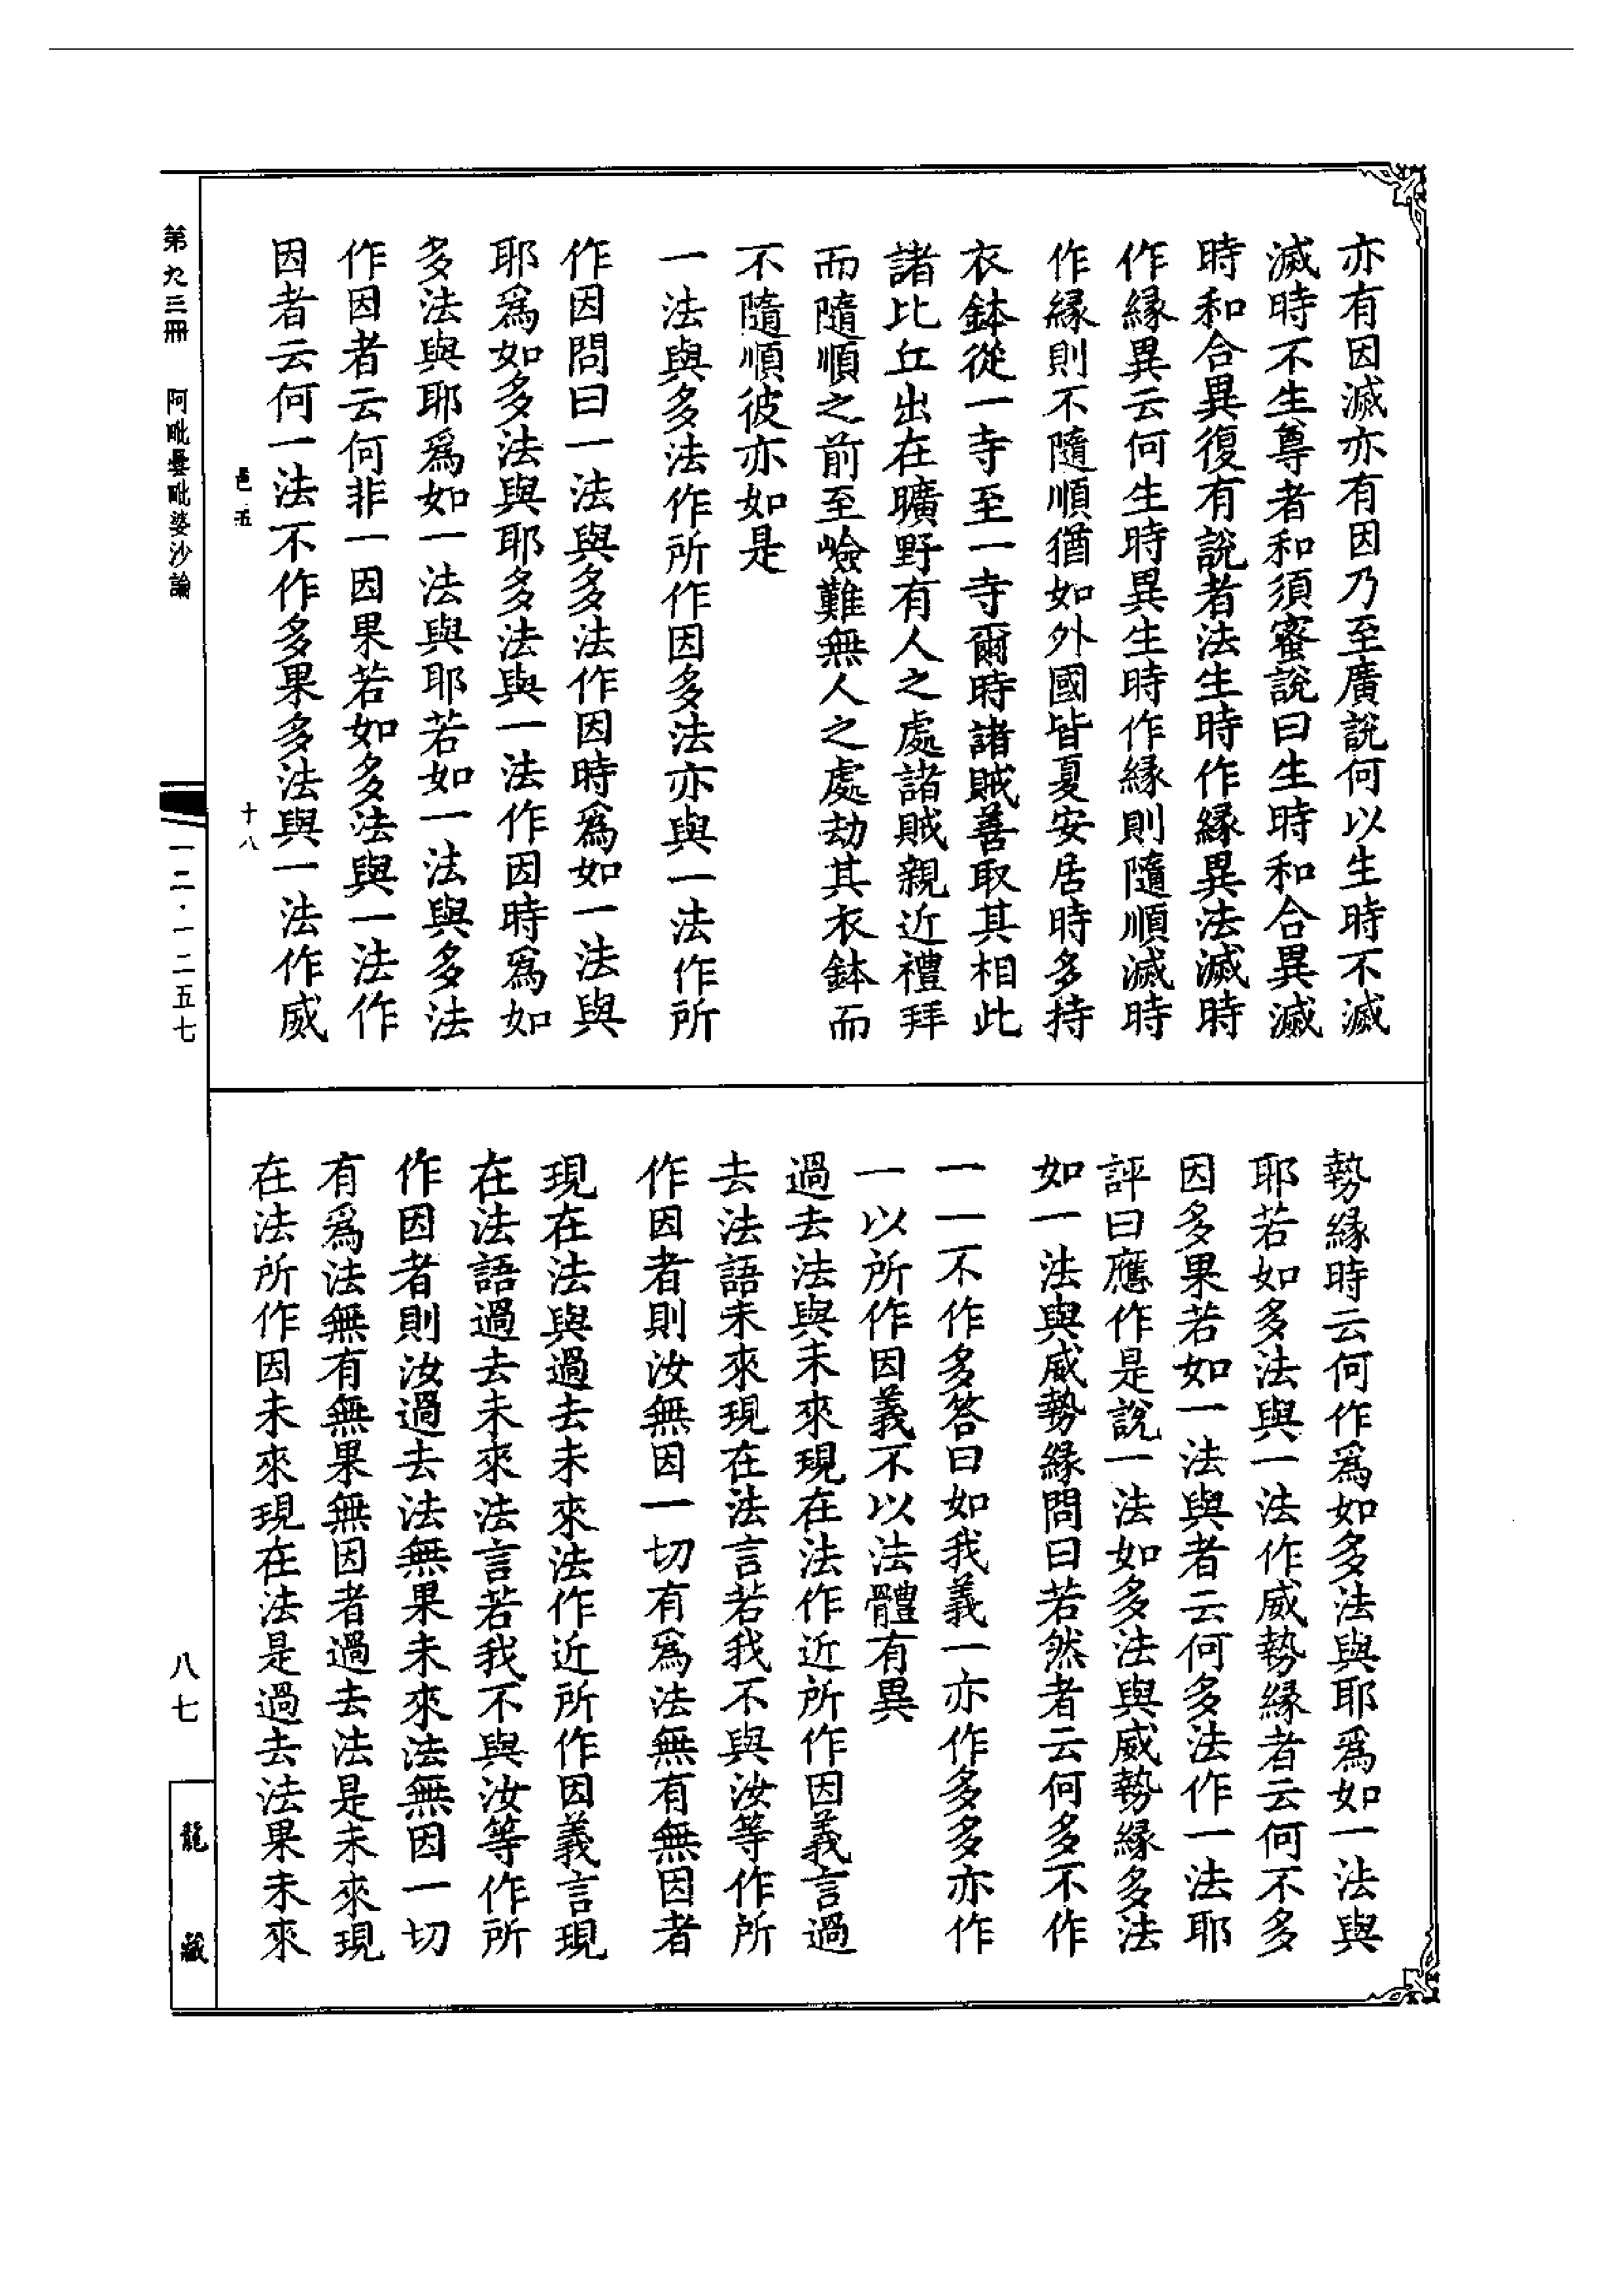 亦有因滅亦有因乃至廣說何以生時不滅
滅時不生尊者和須蜜說曰生時和合異滅
時和合異復有說者法生時作緣異法滅時
作緣異云何生時異生時作緣則隨順滅時
作緣則不隨順猶如外國皆夏安居時多持
衣鉢從一寺至一寺爾時諸賊善取其相此
諸比丘出在曠野有人之處諸賊親近禮拜
而隨順之前至嶮難無人之處劫其衣鉢而
不隨順彼亦如是
一法與多法作所作因多法亦與一法作所
作因問曰一法與多法作因時爲如一法與
耶爲如多法與耶多法與一法作因時爲如
多法與耶爲如一法與耶若如一法與多法
作因者云何非一因果若如多法與一法作
因者云何一法不作多果多法與一法作威
勢緣時云何作爲如多法與耶爲如一法與
耶若如多法與一法作威勢緣者云何不多
因多果若如一法與者云何多法作一法耶
評曰應作是說一法如多法與威勢緣多法
如一法與威勢緣問曰若然者云何多不作
一一不作多答曰如我義一亦作多多亦作
一以所作因義不以法體有異
過去法與未來現在法作近所作因義言過
去法語未來現在法言若我不與汝等作所
作因者則汝無因一切有爲法無有無因者
現在法與過去未來法作近所作因義言現
在法語過去未來法言若我不與汝等作所
作因者則汝過去法無果未來法無因一切
有爲法無有無果無因者過去法是未來現
在法所作因未來現在法是過去法果未來
第九三冊 阿毗曇毗婆沙論
邑五 十八
一二·一二五七
八七
龍藏